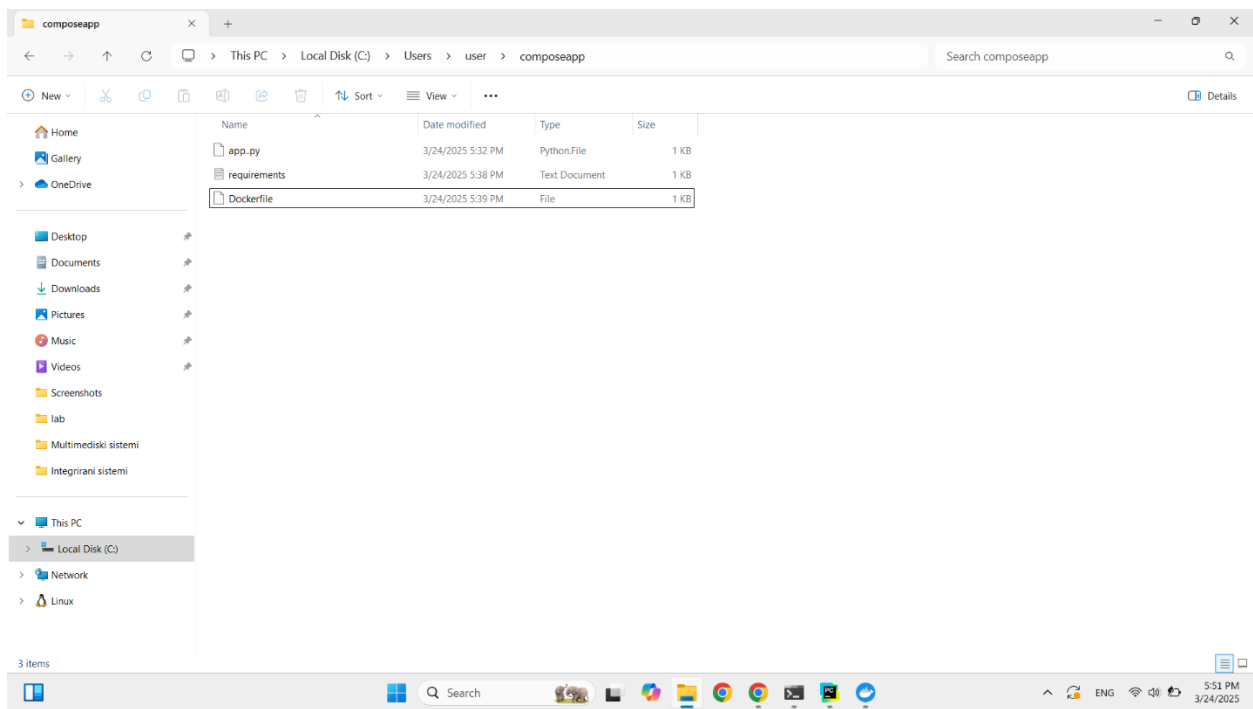 composeapp
This PC > Local Disk (C:) > Users > user > composeapp
Search composeapp
New Sort View Details
Name Date modified Type Size
app..py 3/24/2025 5:32 PM Python.File 1 KB
requirements 3/24/2025 5:38 PM Text Document 1 KB
Dockerfile 3/24/2025 5:39 PM File 1 KB
Home
Gallery
OneDrive
Desktop
Documents
Downloads
Pictures
Music
Videos
Screenshots
lab
Multimediski sistemi
Integrirani sistemi
This PC
Local Disk (C:)
Network
Linux
3 items
Search
PC
ENG
5:51 PM
3/24/2025